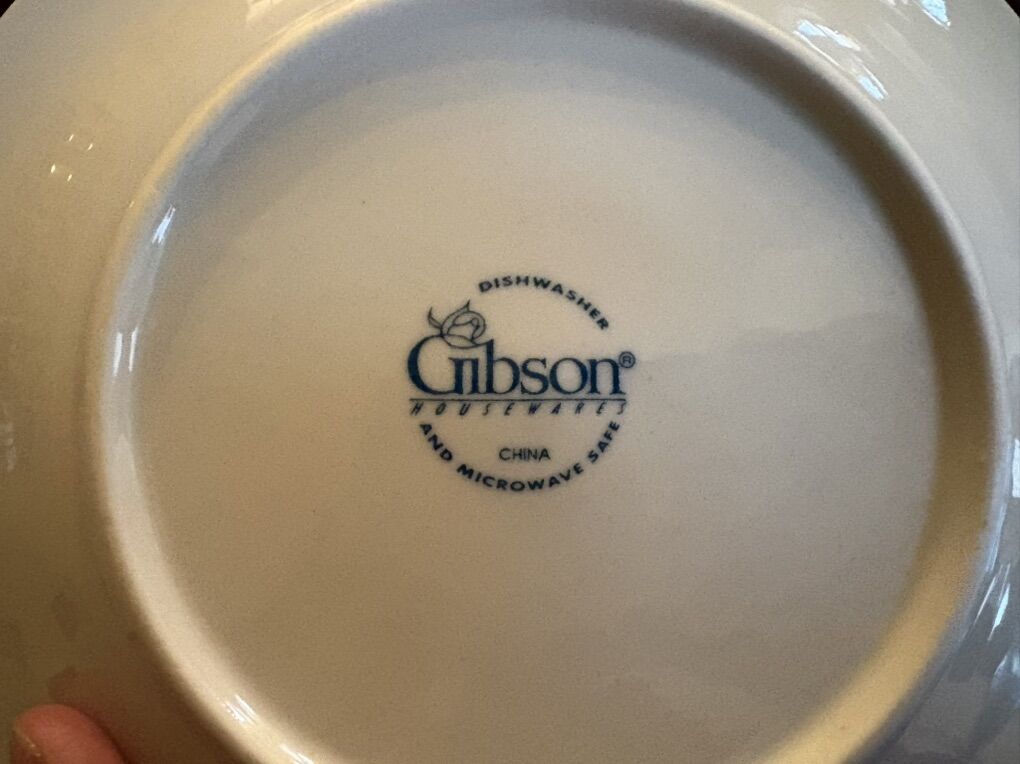 DISHWASHER
Gibson®
HOUSEWARES
CHINA
AND MICROWAVE SAFE